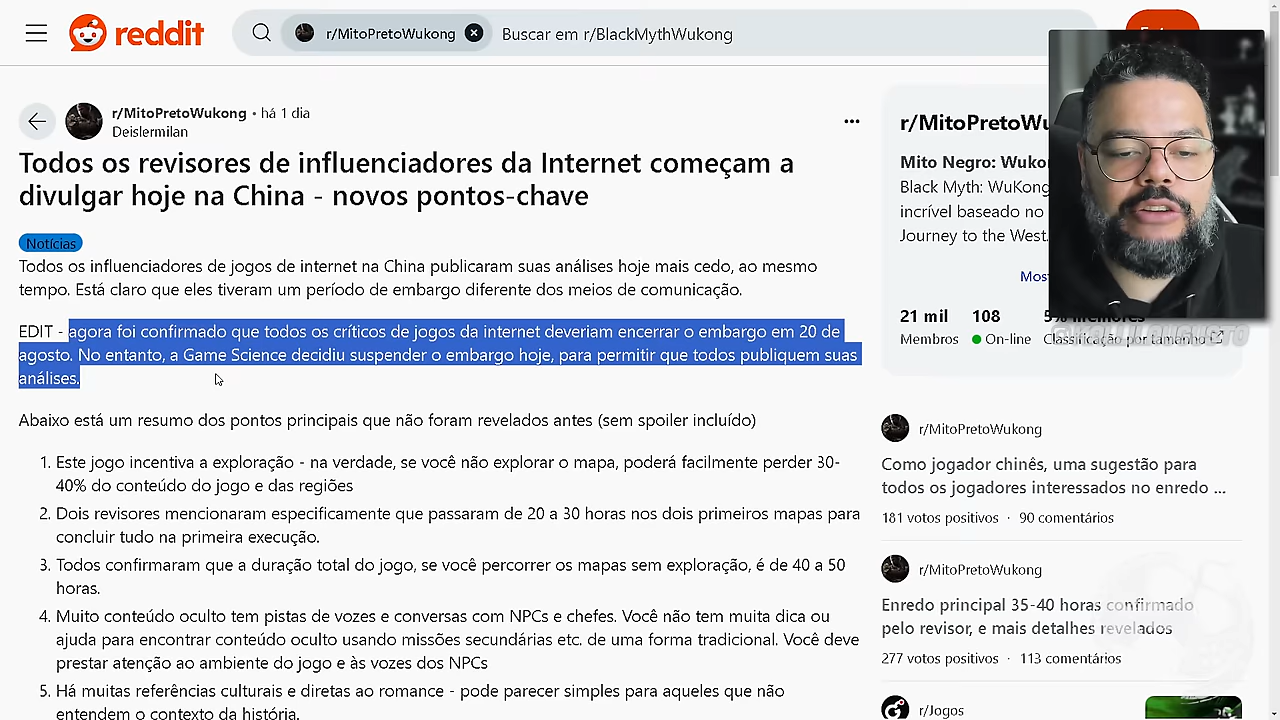 reddit
r/MitoPretoWukong
Buscar em r/BlackMythWukong
r/MitoPretoWukong • há 1 dia
Deislermilan
Todos os revisores de influenciadores da Internet começam a
divulgar hoje na China - novos pontos-chave
Notícias
Todos os influenciadores de jogos de internet na China publicaram suas análises hoje mais cedo, ao mesmo
tempo. Está claro que eles tiveram um período de embargo diferente dos meios de comunicação.
EDIT - agora foi confirmado que todos os críticos de jogos da internet deveriam encerrar o embargo em 20 de
agosto. No entanto, a Game Science decidiu suspender o embargo hoje, para permitir que todos publiquem suas
análises.
Abaixo está um resumo dos pontos principais que não foram revelados antes (sem spoiler incluído)
1. Este jogo incentiva a exploração - na verdade, se você não explorar o mapa, poderá facilmente perder 30-
40% do conteúdo do jogo e das regiões
2. Dois revisores mencionaram especificamente que passaram de 20 a 30 horas nos dois primeiros mapas para
concluir tudo na primeira execução.
3. Todos confirmaram que a duração total do jogo, se você percorrer os mapas sem exploração, é de 40 a 50
horas.
4. Muito conteúdo oculto tem pistas de vozes e conversas com NPCs e chefes. Você não tem muita dica ou
ajuda para encontrar conteúdo oculto usando missões secundárias etc. de uma forma tradicional. Você deve
prestar atenção ao ambiente do jogo e às vozes dos NPCs
5. Há muitas referências culturais e diretas ao romance - pode parecer simples para aqueles que não
entendem o contexto da história.
r/MitoPretoWu
Mito Negro: Wuko
Black Myth: WuKong
incrível baseado no
Journey to the West.
Most
21 mil 108 5% melhores
Membros On-line Classificação por tamanho
r/MitoPretoWukong
Como jogador chinês, uma sugestão para
todos os jogadores interessados no enredo ...
181 votos positivos · 90 comentários
r/MitoPretoWukong
Enredo principal 35-40 horas confirmado
pelo revisor, e mais detalhes revelados
277 votos positivos · 113 comentários
r/Jogos